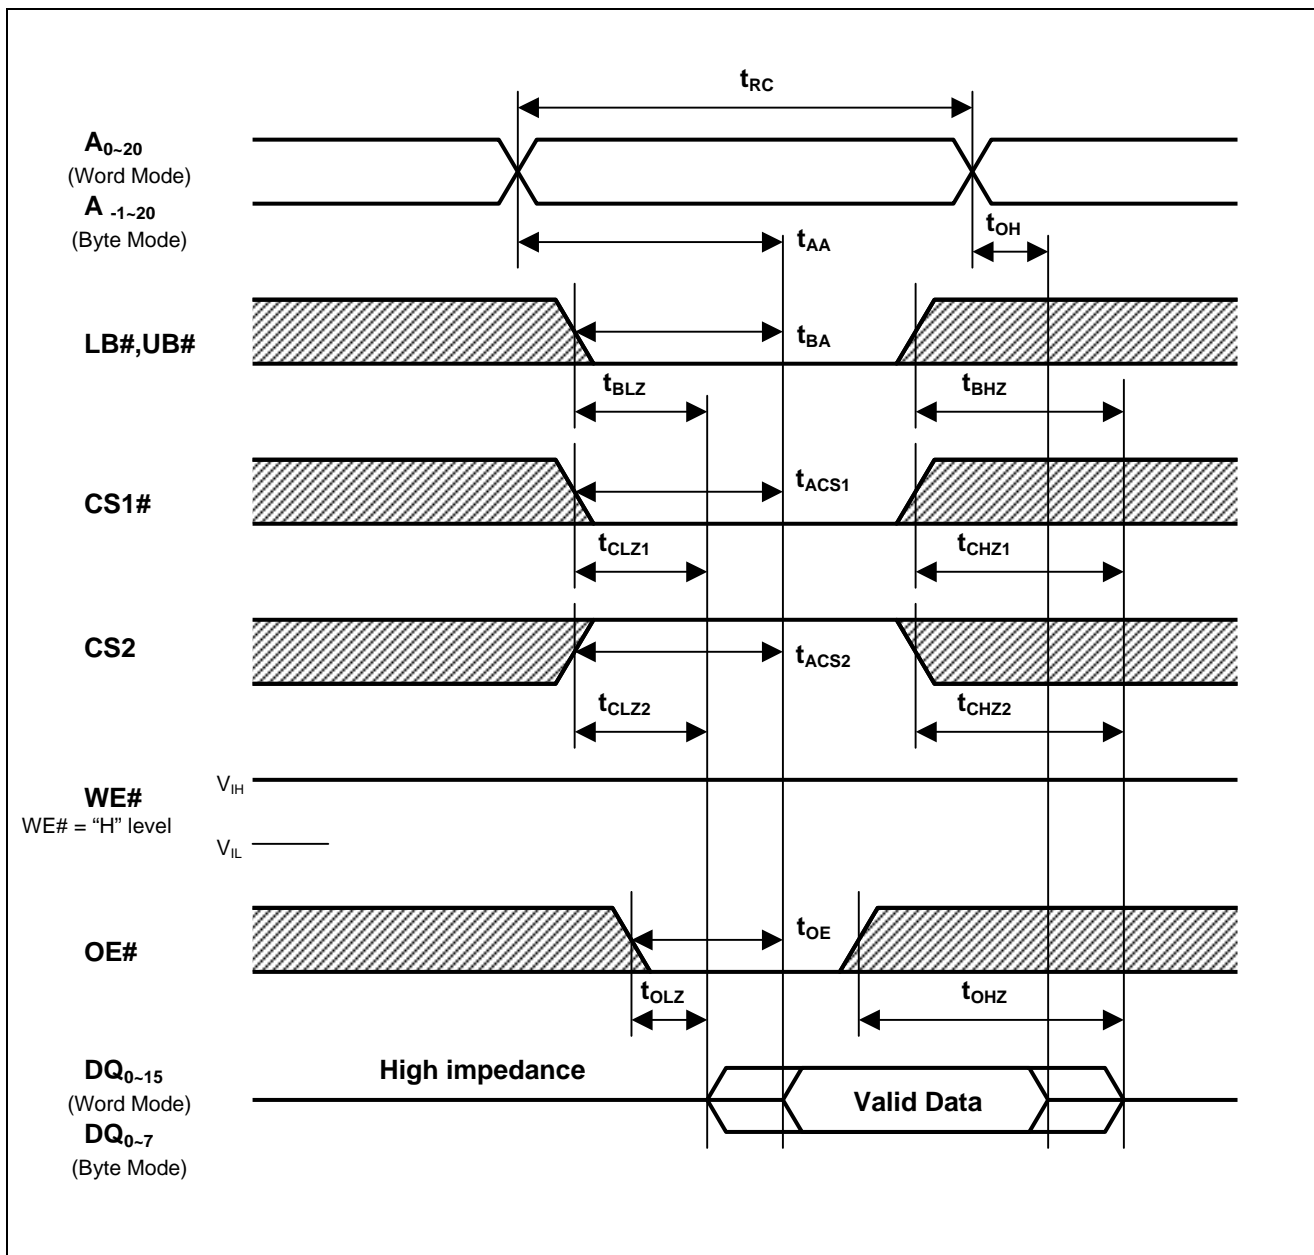 tRC
A0~20
(Word Mode)
A -1~20
(Byte Mode)
tOH
tAA
LB#,UB#
tBA
tBLZ
tBHZ
CS1#
tACS1
tCLZ1
tCHZ1
CS2
tACS2
tCLZ2
tCHZ2
VIH
WE#
WE# = “H” level
VIL
OE#
tOE
tOLZ
tOHZ
DQ0~15
(Word Mode)
High impedance
Valid Data
DQ0~7
(Byte Mode)